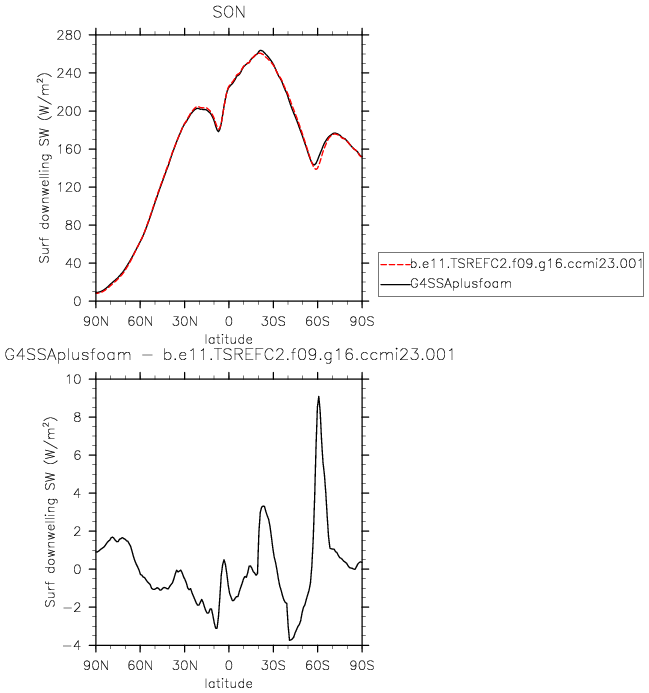 SON
Surf downwelling SW (W/m²)
280
240
200
160
120
80
40
0
90N 60N 30N 0 30S 60S 90S
latitude
b.e11.TSREFC2.f09.g16.ccmi23.001
G4SSAplusfoam
G4SSAplusfoam − b.e11.TSREFC2.f09.g16.ccmi23.001
Surf downwelling SW (W/m²)
10
8
6
4
2
0
−2
−4
90N 60N 30N 0 30S 60S 90S
latitude